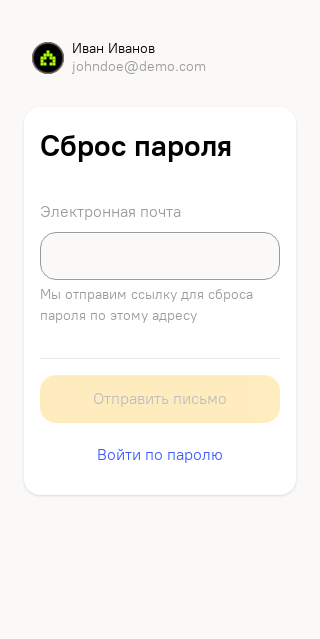 Иван Иванов
johndoe@demo.com
Сброс пароля
Электронная почта
Мы отправим ссылку для сброса
пароля по этому адресу
Отправить письмо
Войти по паролю